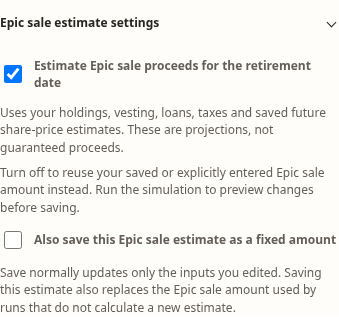 Epic sale estimate settings
Estimate Epic sale proceeds for the retirement
date
Uses your holdings, vesting, loans, taxes and saved future
share-price estimates. These are projections, not
guaranteed proceeds.
Turn off to reuse your saved or explicitly entered Epic sale
amount instead. Run the simulation to preview changes
before saving.
Also save this Epic sale estimate as a fixed amount
Save normally updates only the inputs you edited. Saving
this estimate also replaces the Epic sale amount used by
runs that do not calculate a new estimate.